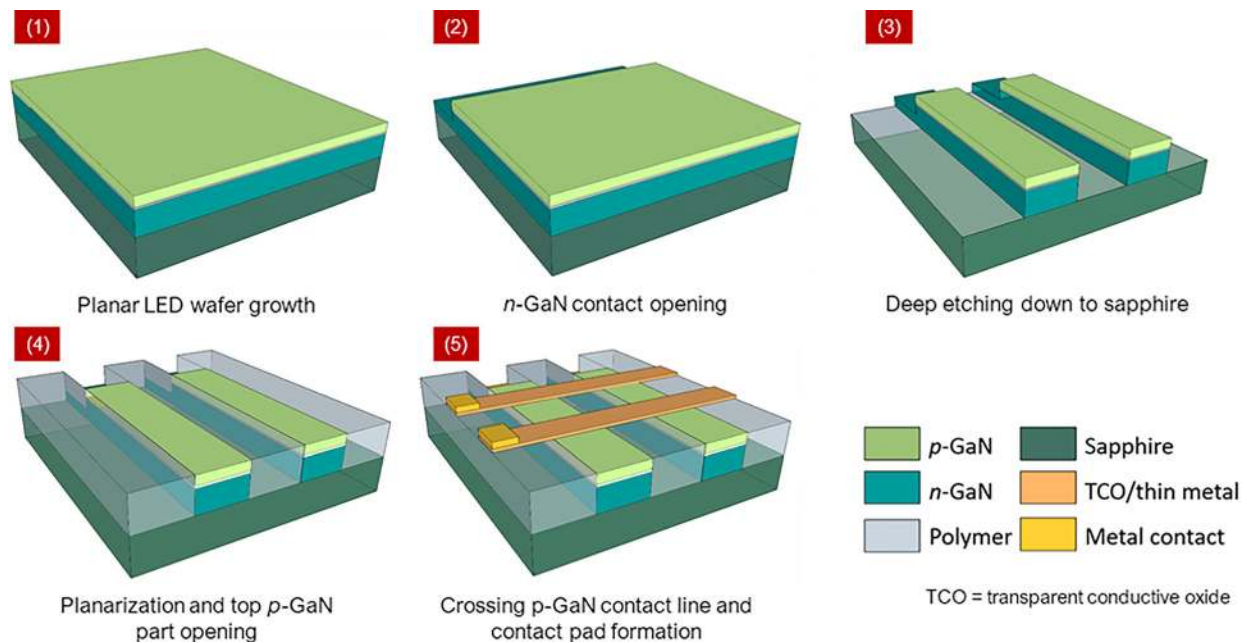 (1)
(2)
(3)
Planar LED wafer growth
n-GaN contact opening
Deep etching down to sapphire
(4)
(5)
p-GaN
Sapphire
n-GaN
TCO/thin metal
Polymer
Metal contact
TCO = transparent conductive oxide
Planarization and top p-GaN
part opening
Crossing p-GaN contact line and
contact pad formation